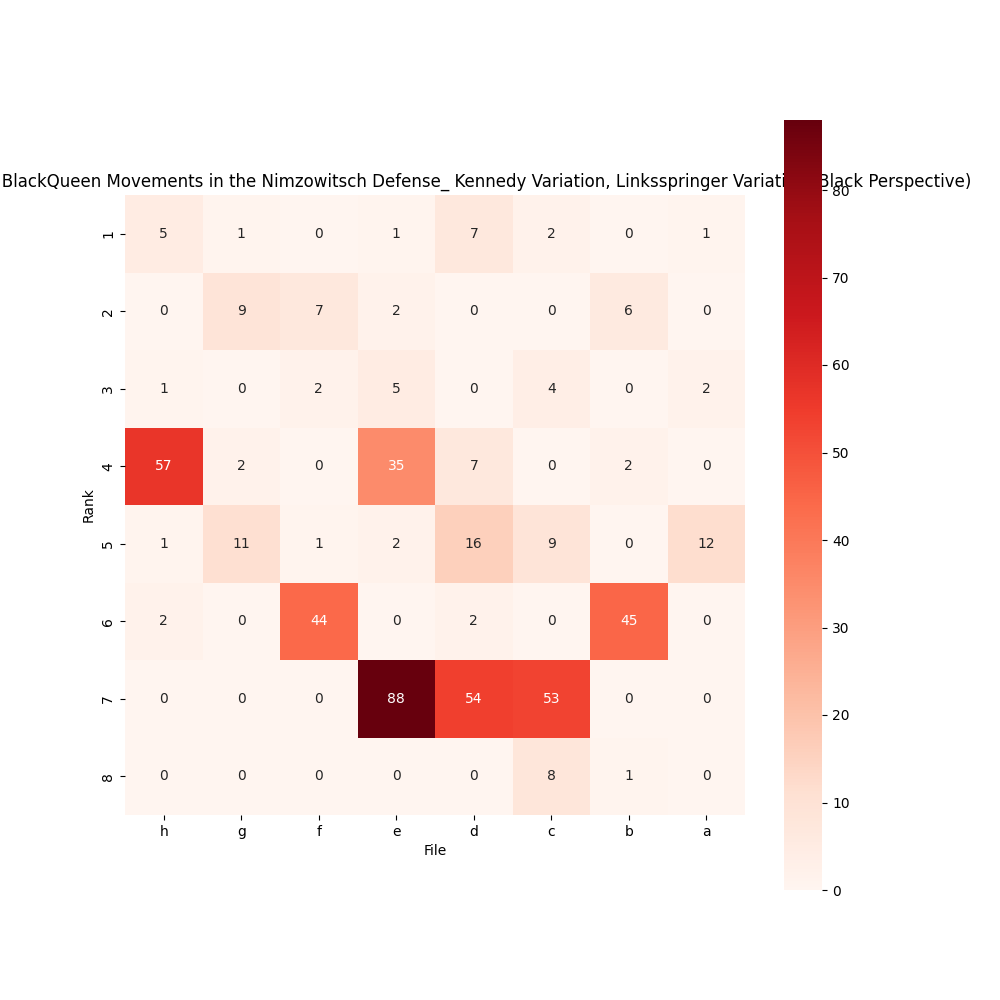 BlackQueen Movements in the Nimzowitsch Defense_ Kennedy Variation, Linksspringer Variati Black Perspective)
80
1 5 1 0 1 7 2 0 1
70
2 0 9 7 2 0 0 6 0
60
3 1 0 2 5 0 4 0 2
50
4 57 2 0 35 7 0 2 0
Rank
5 1 11 1 2 16 9 0 12
40
6 2 0 44 0 2 0 45 0
30
7 0 0 0 88 54 53 0 0
20
8 0 0 0 0 0 8 1 0
10
h g f e d c b a
File
0